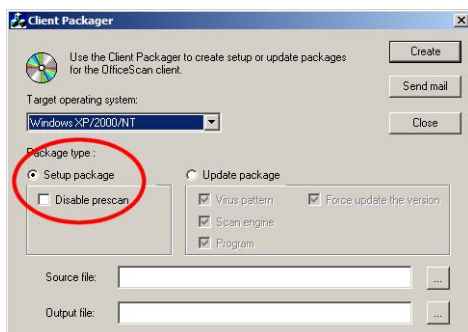 Client Packager
Use the Client Packager to create setup or update packages
for the OfficeScan client.
Create
Send mail
Close
Target operating system:
Windows XP/2000/NT
Package type :
Setup package
Update package
Disable prescan
Virus pattern
Force update the version
Scan engine
Program
Source file:
...
Output file:
...